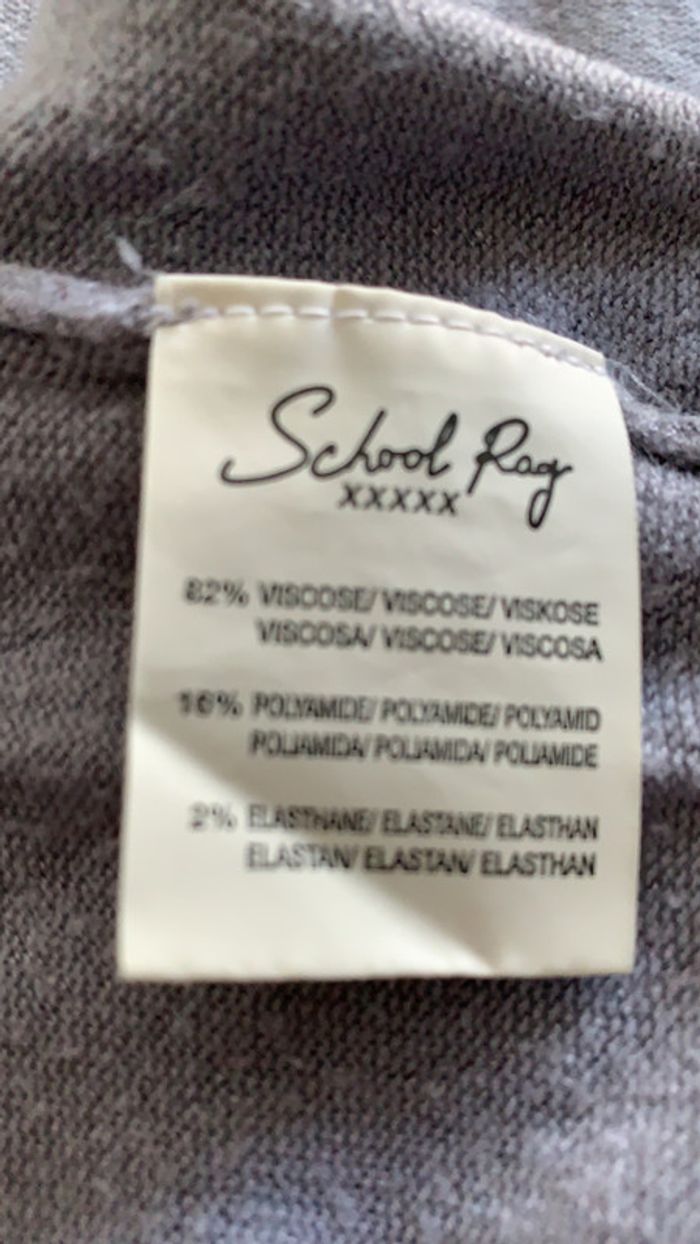 School Rag
XXXXX
82% VISCOSE/ VISCOSE/ VISKOSE
VISCOSA/ VISCOSE/ VISCOSA
16% POLYAMIDE/ POLYAMIDE/ POLYAMID
POLIAMIDA/ POLIAMIDA/ POLIAMIDE
2% ELASTHANE/ ELASTANE/ ELASTHAN
ELASTAN/ ELASTAN/ ELASTHAN